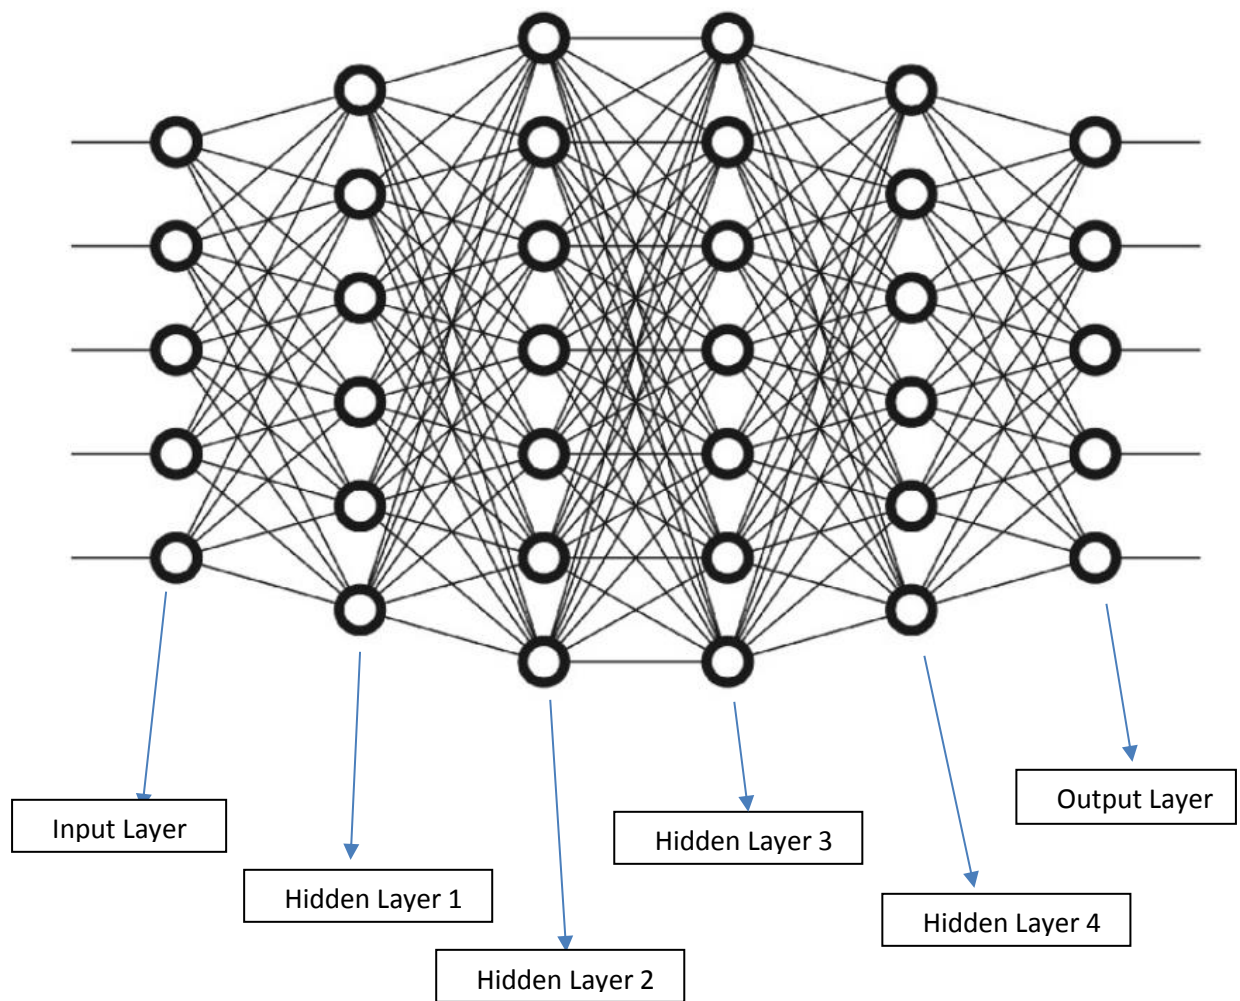 Input Layer
Hidden Layer 1
Hidden Layer 2
Hidden Layer 3
Hidden Layer 4
Output Layer